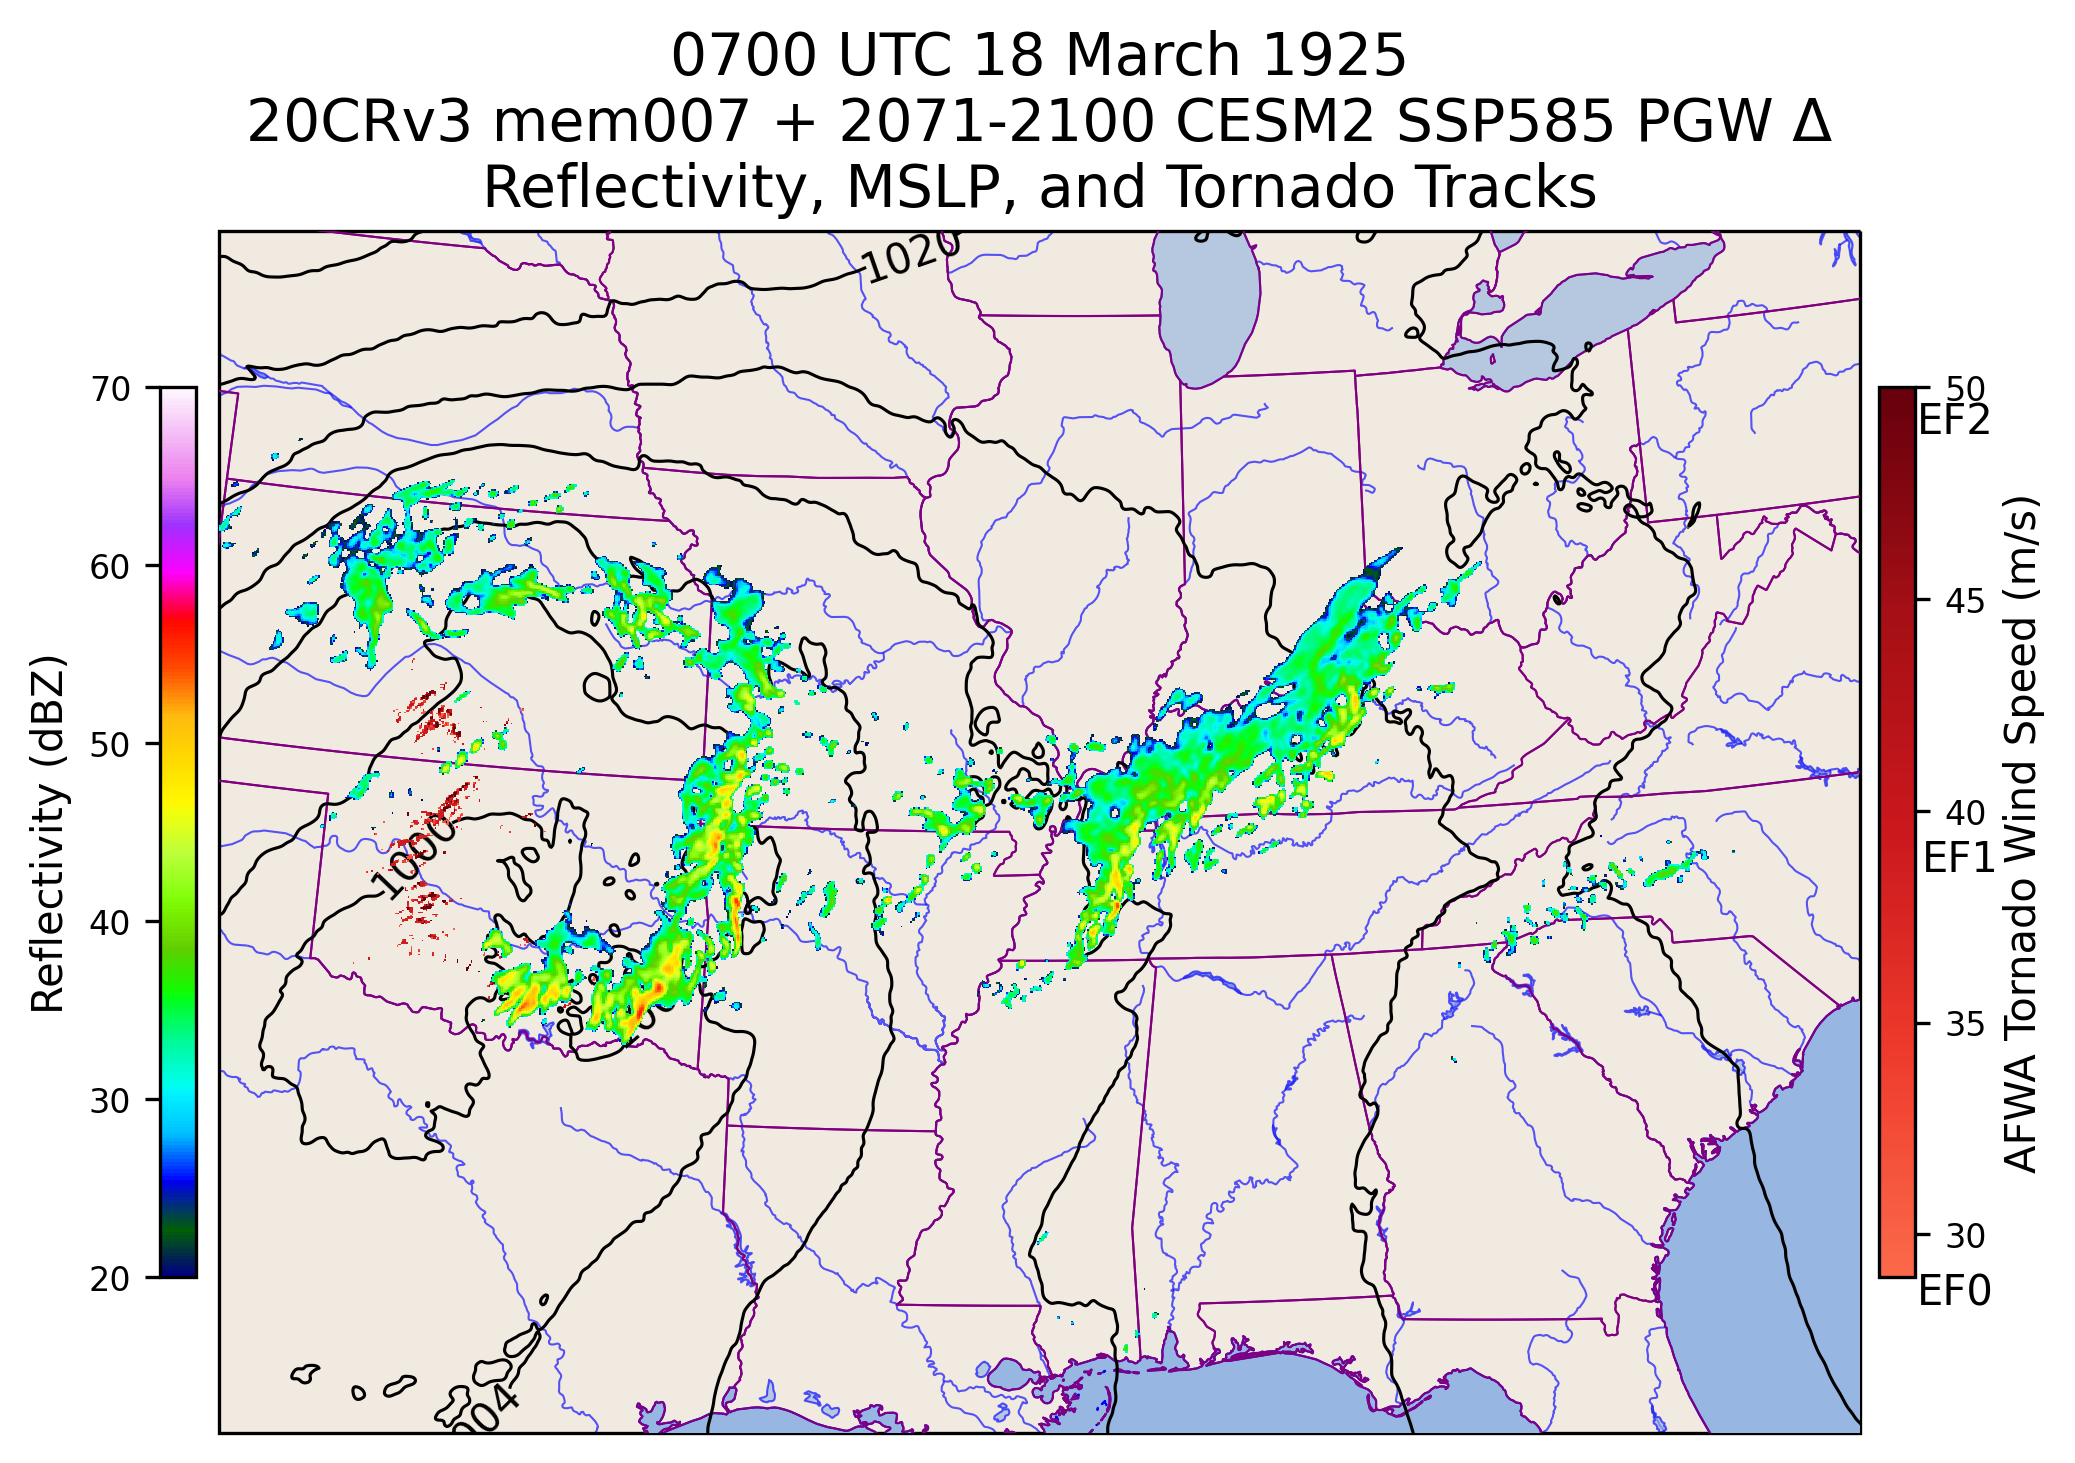 0700 UTC 18 March 1925
20CRv3 mem007 + 2071-2100 CESM2 SSP585 PGW Δ
Reflectivity, MSLP, and Tornado Tracks
1020
1000
004
Reflectivity (dBZ)
70
60
50
40
30
20
50
EF2
45
40
EF1
35
30
EF0
AFWA Tornado Wind Speed (m/s)